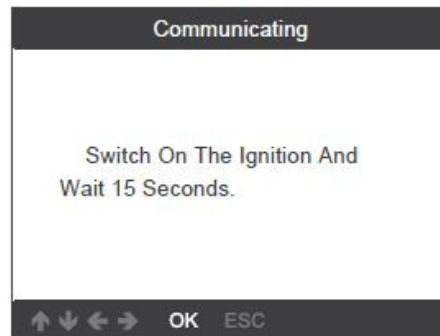 Communicating
Switch On The Ignition And
Wait 15 Seconds.
OK ESC